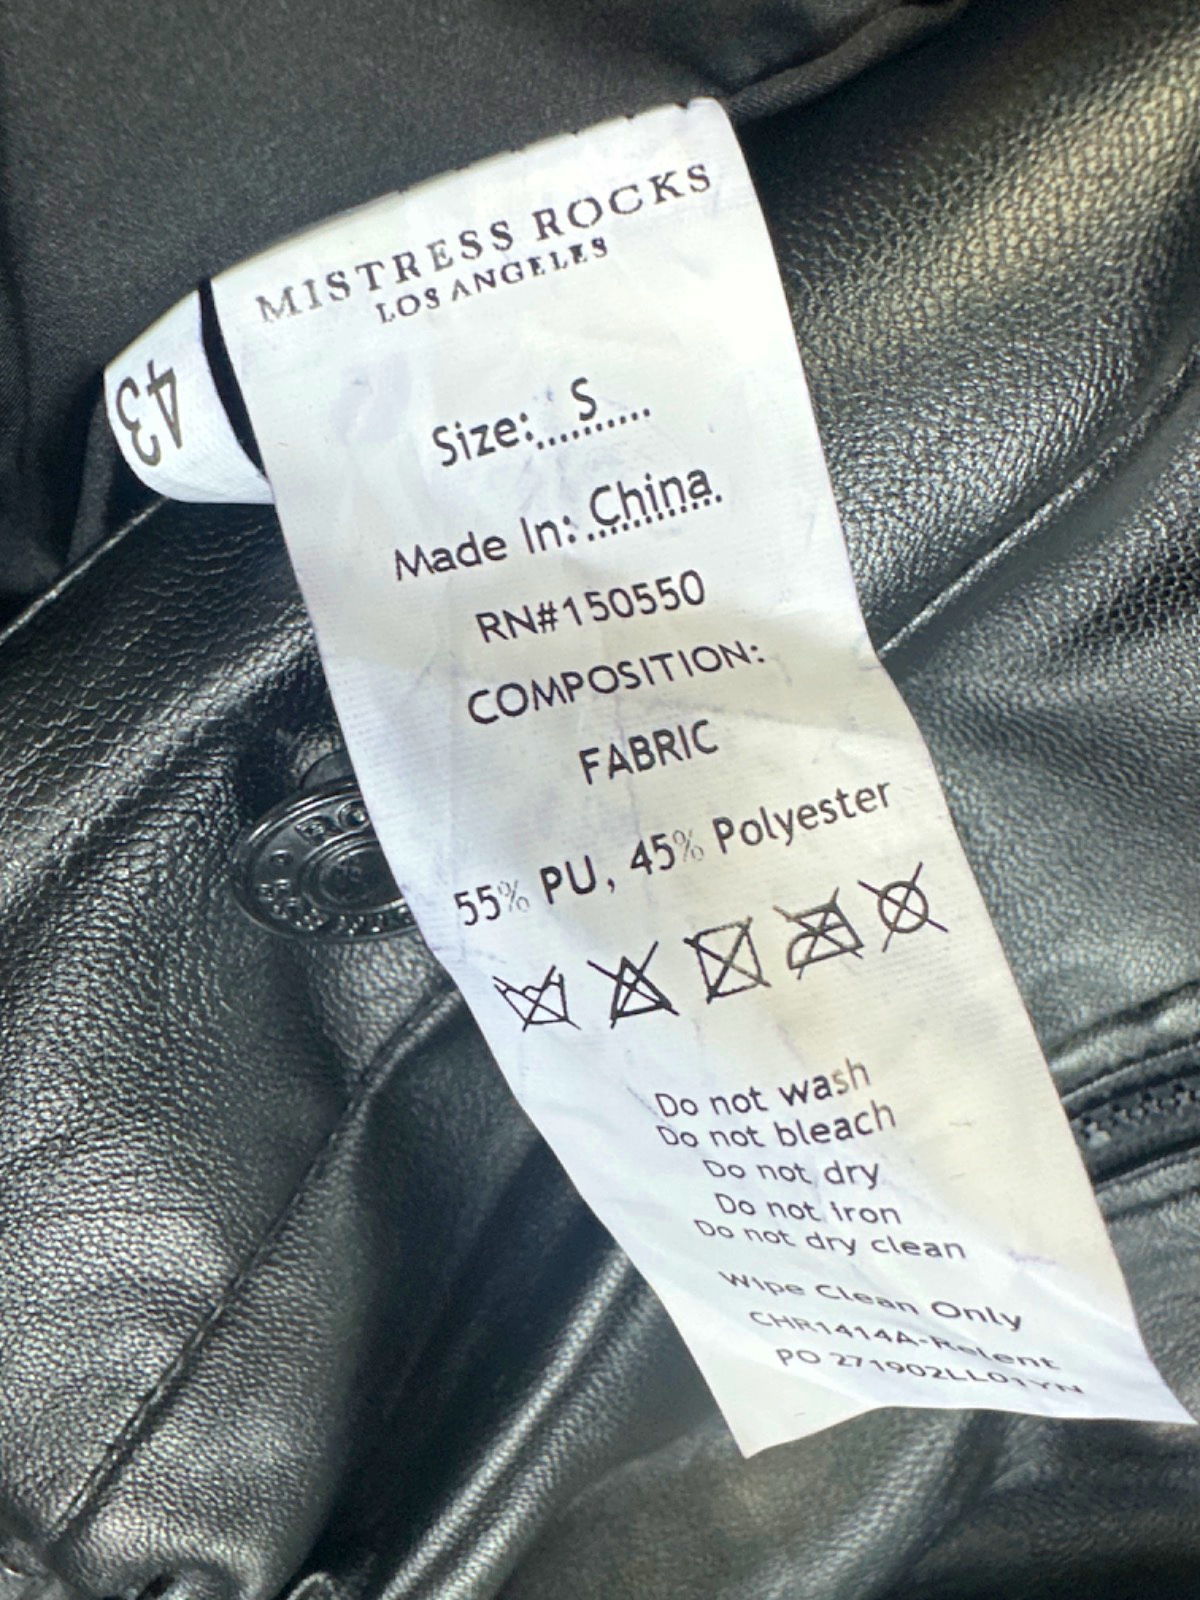 MISTRESS ROCKS
LOS ANGELES
43
Size: S
Made In: China
RN#150550
COMPOSITION:
FABRIC
55% PU, 45% Polyester
Do not wash
Do not bleach
Do not dry
Do not iron
Do not dry clean
Wipe Clean Only
CHR1414A-Relent
PO 271902LL01YN